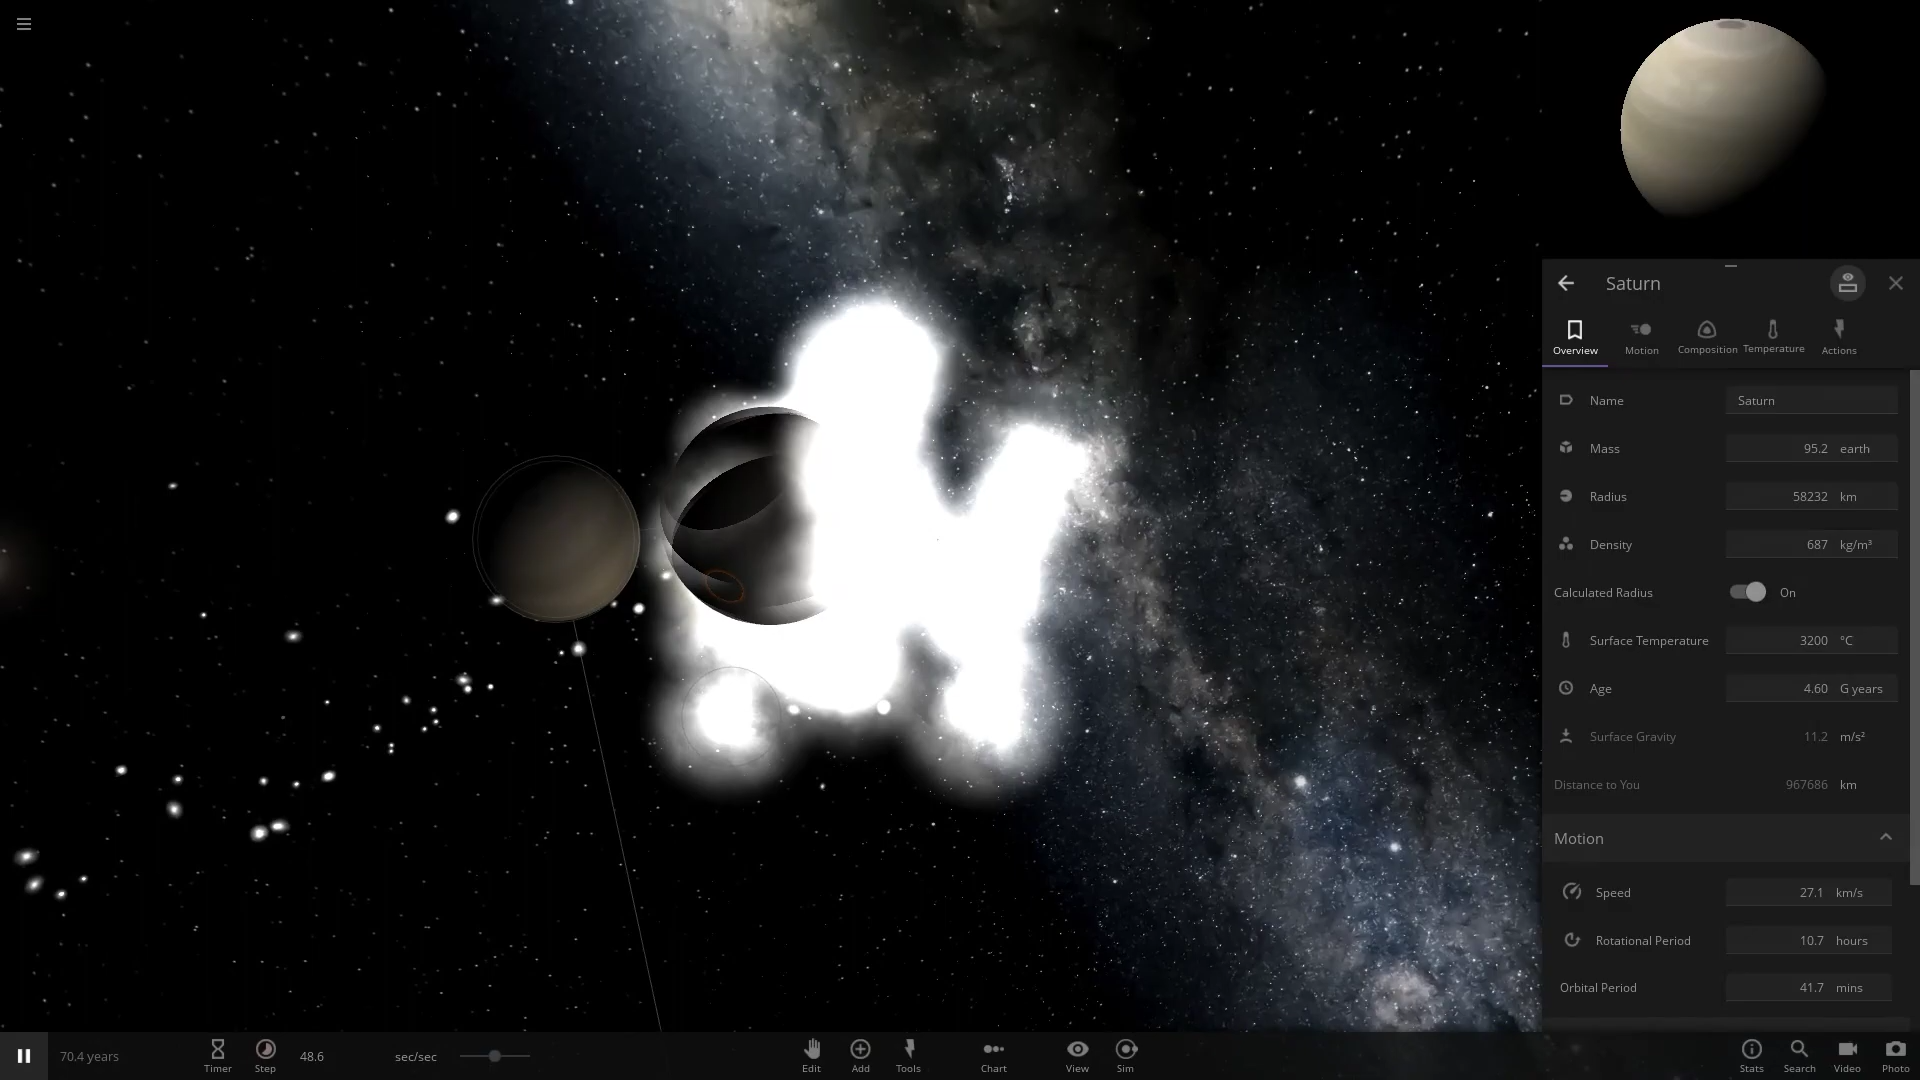 Saturn
Overview
Motion
Composition
Temperature
Actions
Name Saturn
Mass 95.2 earth
Radius 58232 km
Density 687 kg/m³
Calculated Radius On
Surface Temperature 3200 °C
Age 4.60 G years
Surface Gravity 11.2 m/s²
Distance to You 967686 km
Motion
Speed 27.1 km/s
Rotational Period 10.7 hours
Orbital Period 41.7 mins
70.4 years
Timer
Step
48.6 sec/sec
Edit
Add
Tools
Chart
View
Sim
Stats
Search
Video
Photo